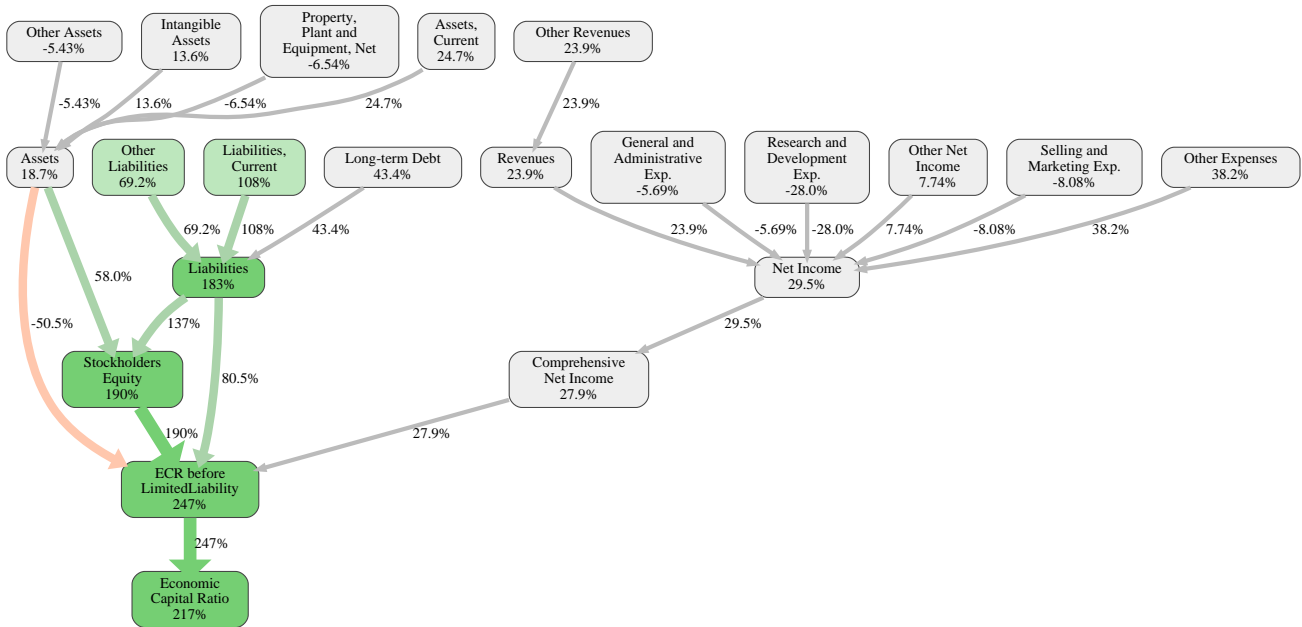 Other Assets
-5.43%
Intangible
Assets
13.6%
Property,
Plant and
Equipment, Net
-6.54%
Assets,
Current
24.7%
Other Revenues
23.9%
-5.43%
13.6%
-6.54%
24.7%
23.9%
Assets
18.7%
Other
Liabilities
69.2%
Liabilities,
Current
108%
Long-term Debt
43.4%
Revenues
23.9%
General and
Administrative
Exp.
-5.69%
Research and
Development
Exp.
-28.0%
Other Net
Income
7.74%
Selling and
Marketing Exp.
-8.08%
Other Expenses
38.2%
69.2%
108%
43.4%
23.9%
-5.69%
-28.0%
7.74%
-8.08%
38.2%
58.0%
Liabilities
183%
Net Income
29.5%
-50.5%
137%
29.5%
Stockholders
Equity
190%
80.5%
Comprehensive
Net Income
27.9%
190%
27.9%
ECR before
LimitedLiability
247%
247%
Economic
Capital Ratio
217%